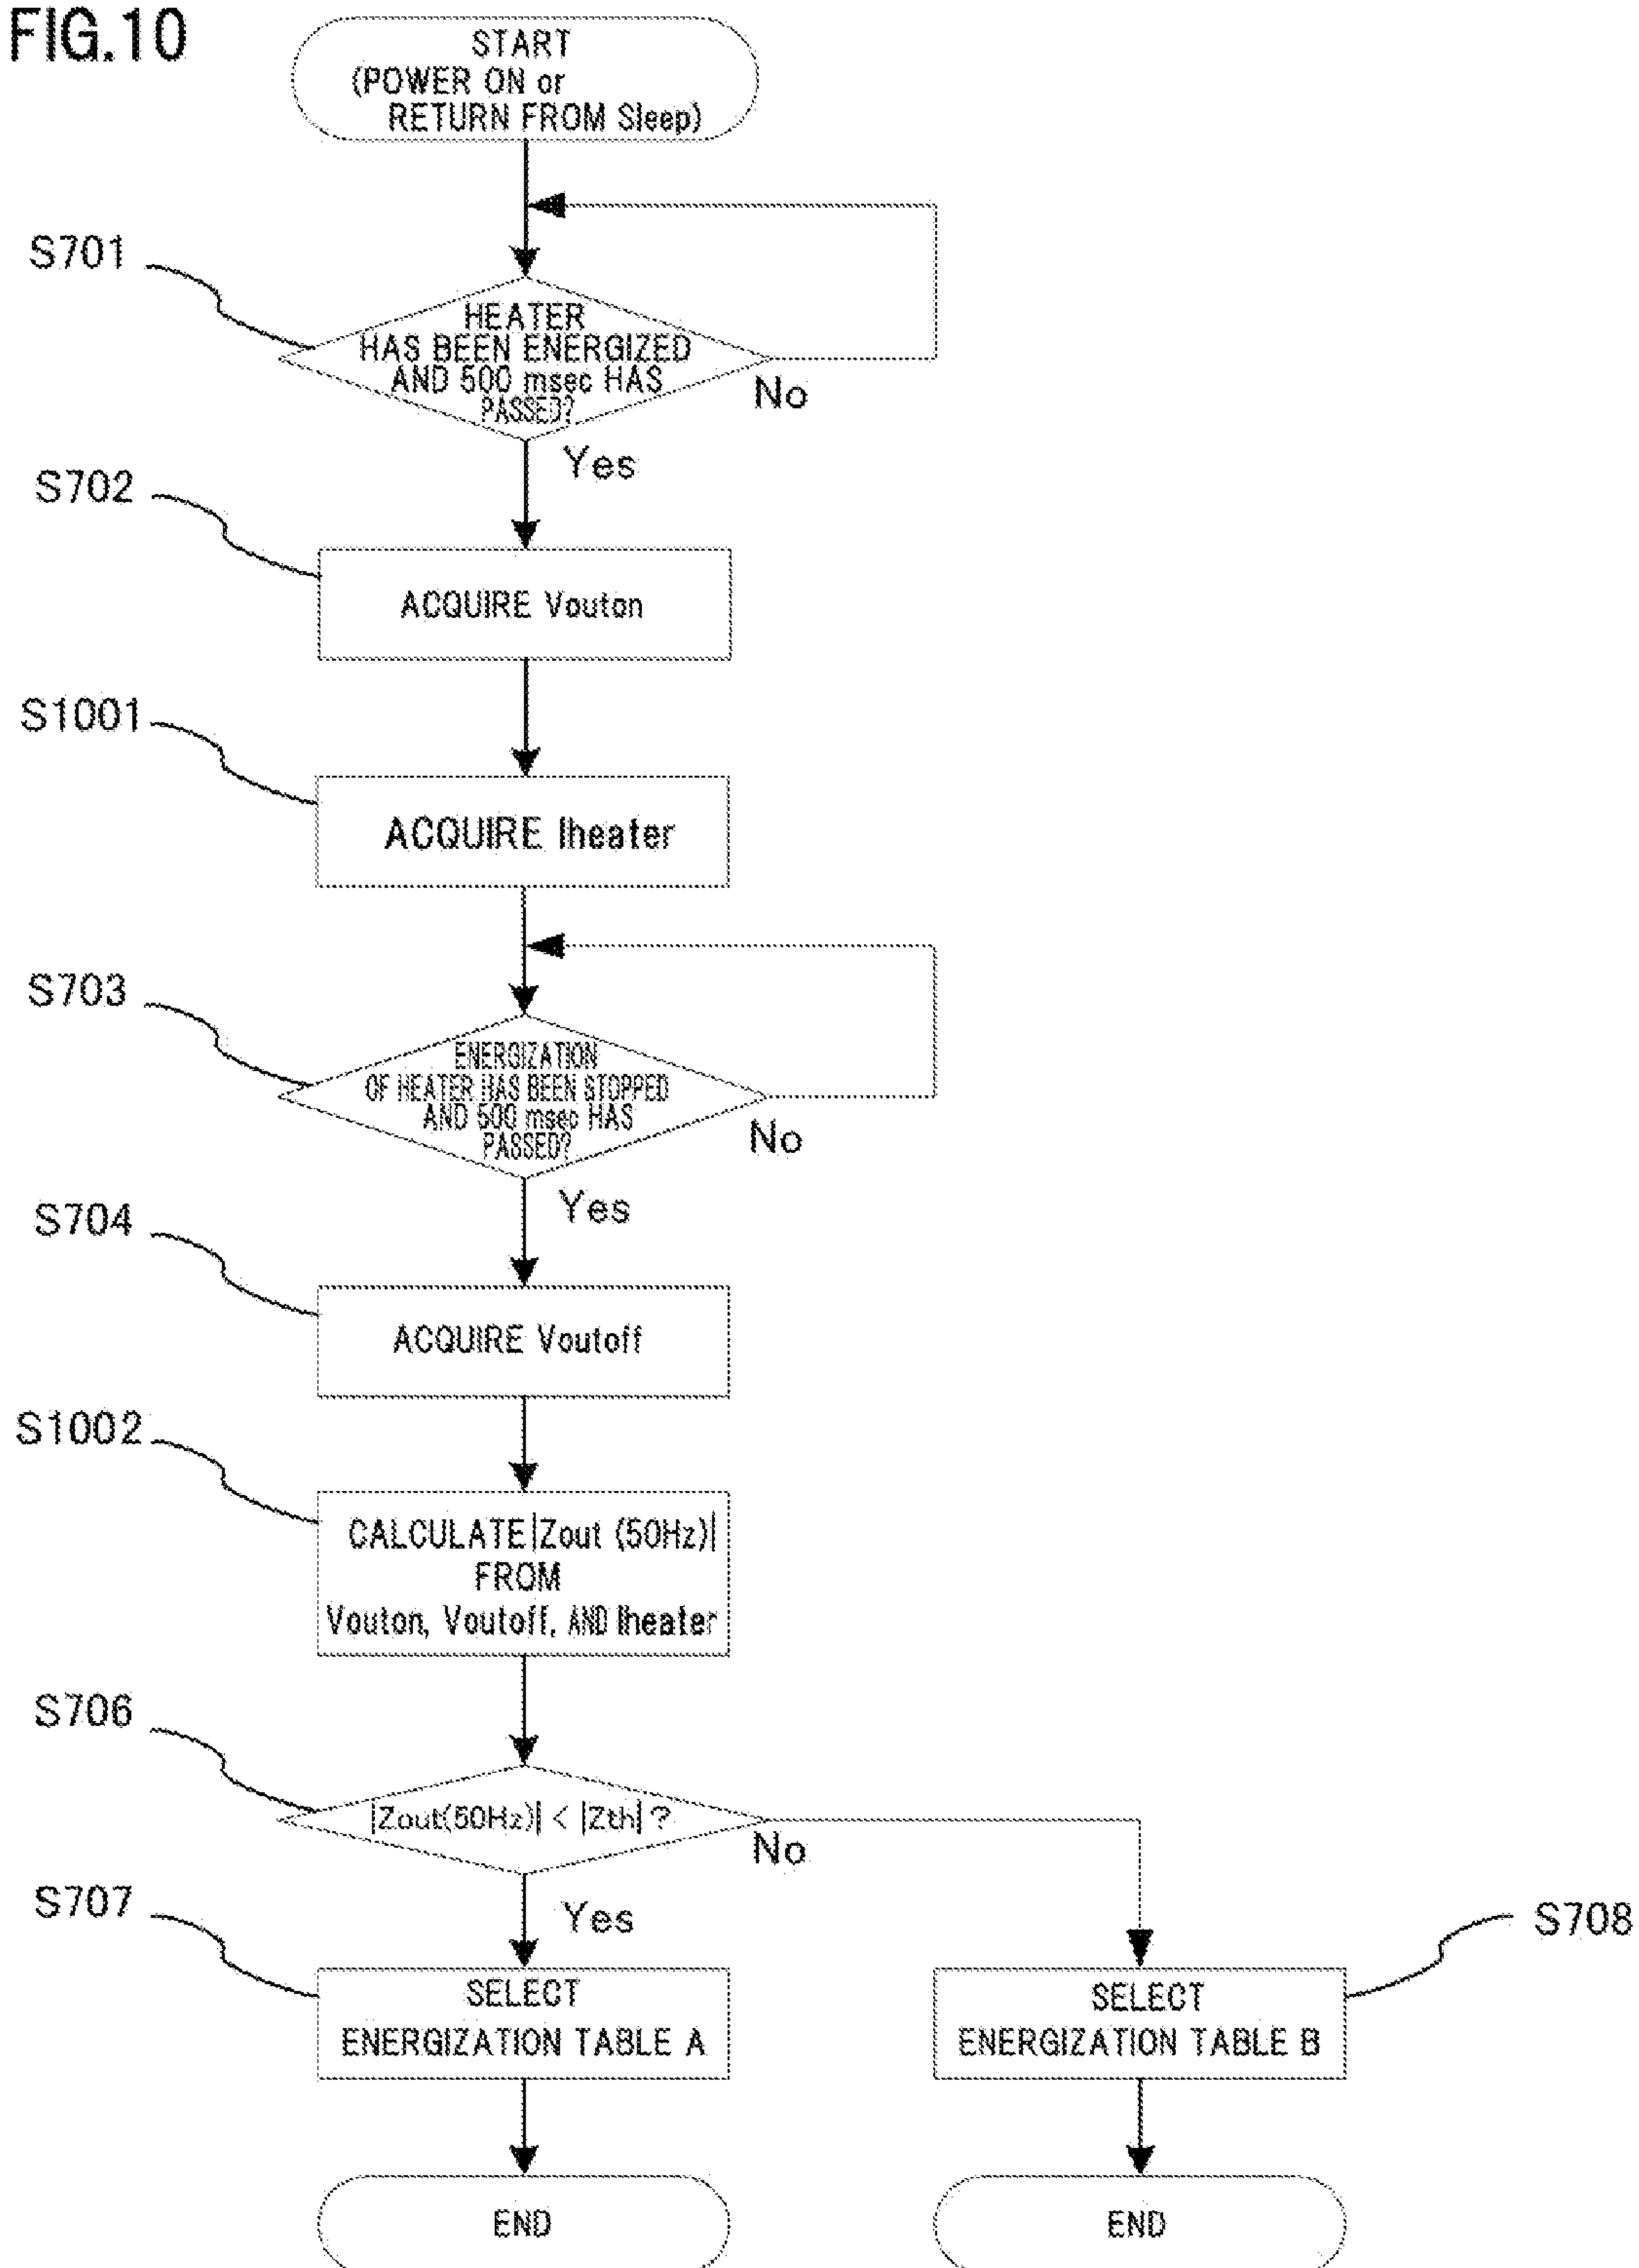 FIG.10
START
(POWER ON or
RETURN FROM Sleep)
S701
HEATER
HAS BEEN ENERGIZED
AND 500 msec HAS
PASSED?
No
Yes
S702
ACQUIRE Vouton
S1001
ACQUIRE Iheater
S703
ENERGIZATION
OF HEATER HAS BEEN STOPPED
AND 500 msec HAS
PASSED?
No
Yes
S704
ACQUIRE Voutoff
S1002
CALCULATE |Zout (50Hz)|
FROM
Vouton, Voutoff, AND Iheater
S706
|Zout(50Hz)| < |Zth| ?
No
Yes
S707
SELECT
ENERGIZATION TABLE A
S708
SELECT
ENERGIZATION TABLE B
END
END